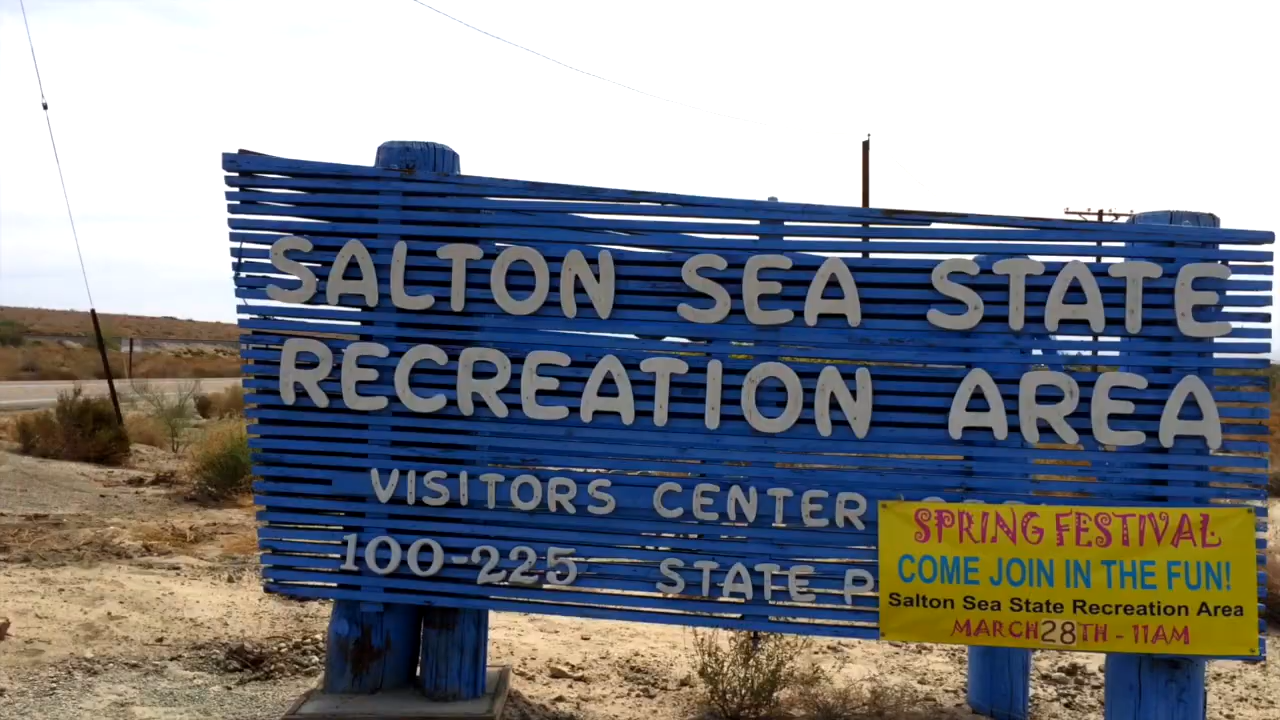 SALTON SEA STATE
RECREATION AREA
VISITORS CENTER
100-225 STATE P
SPRING FESTIVAL
COME JOIN IN THE FUN!
Salton Sea State Recreation Area
MARCH 28TH - 11AM